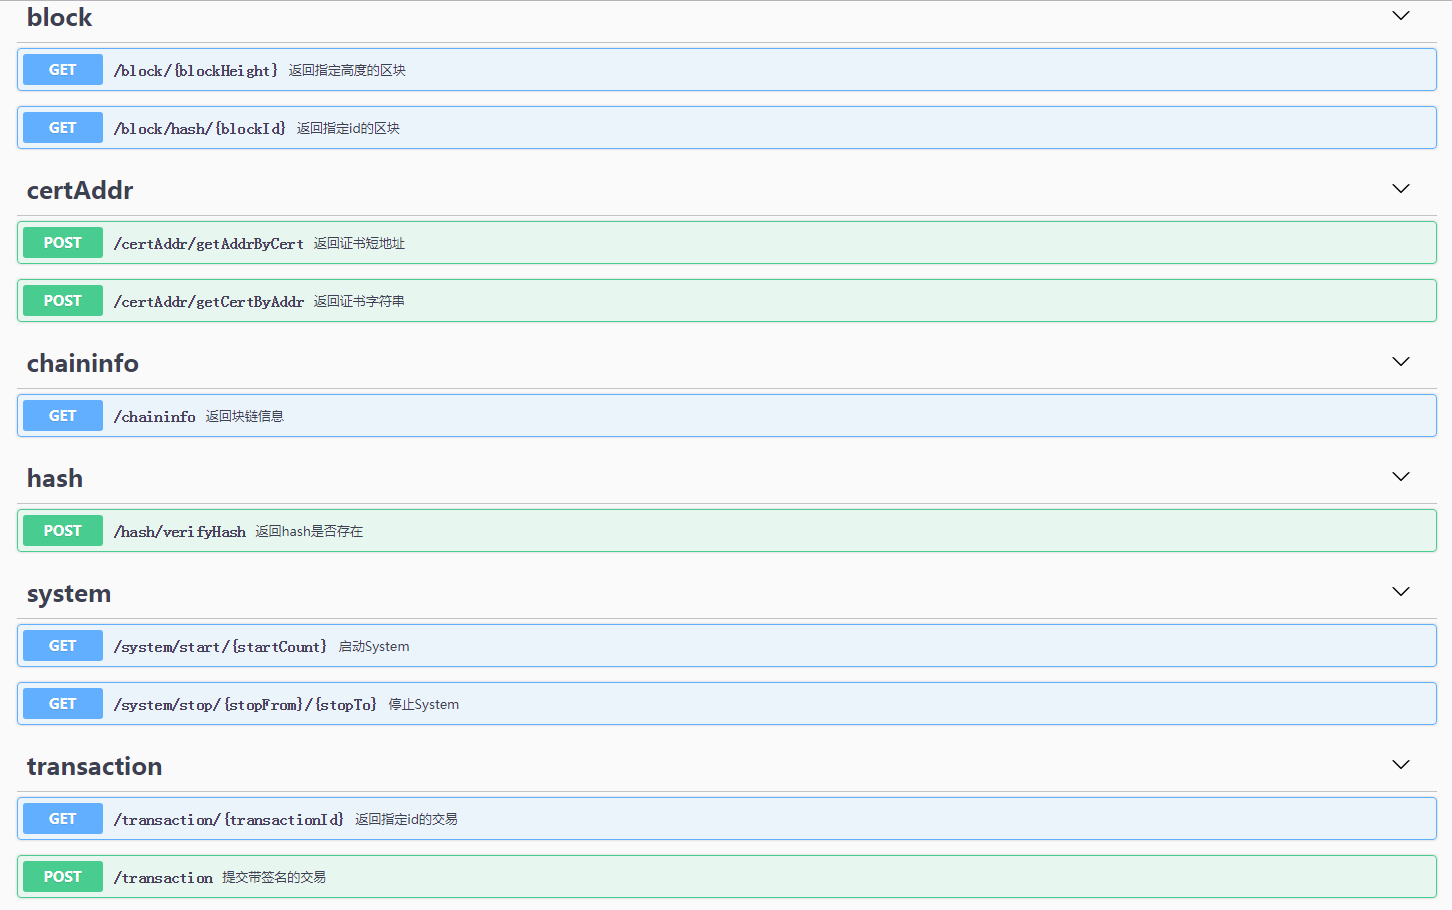 block
GET /block/{blockHeight} 返回指定高度的区块
GET /block/hash/{blockId} 返回指定id的区块
certAddr
POST /certAddr/getAddrByCert 返回证书短地址
POST /certAddr/getCertByAddr 返回证书字符串
chaininfo
GET /chaininfo 返回块链信息
hash
POST /hash/verifyHash 返回hash是否存在
system
GET /system/start/{startCount} 启动System
GET /system/stop/{stopFrom}/{stopTo} 停止System
transaction
GET /transaction/{transactionId} 返回指定id的交易
POST /transaction 提交带签名的交易